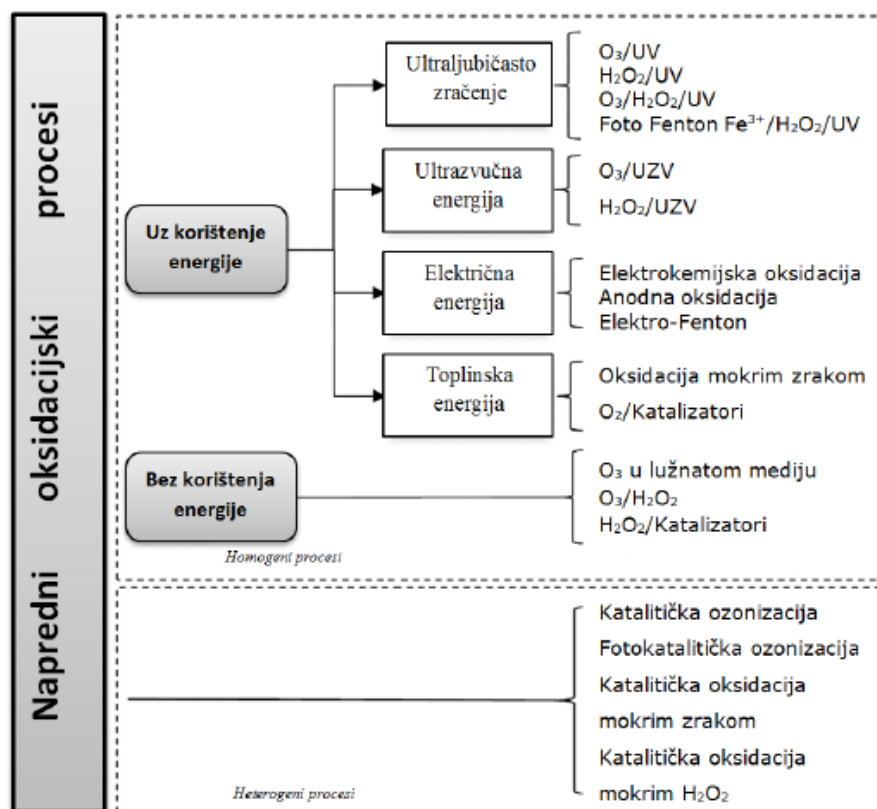 Napredni oksidacijski procesi
Uz korištenje
energije
Ultraljubičasto
zračenje
O₃/UV
H₂O₂/UV
O₃/H₂O₂/UV
Foto Fenton Fe³⁺/H₂O₂/UV
Ultrazvučna
energija
O₃/UZV
H₂O₂/UZV
Električna
energija
Elektrokemijska oksidacija
Anodna oksidacija
Elektro-Fenton
Toplinska
energija
Oksidacija mokrim zrakom
O₂/Katalizatori
Bez korištenja
energije
O₃ u lužnatom mediju
O₃/H₂O₂
H₂O₂/Katalizatori
Homogeni procesi
Katalitička ozonizacija
Fotokatalitička ozonizacija
Katalitička oksidacija
mokrim zrakom
Katalitička oksidacija
mokrim H₂O₂
Heterogeni procesi